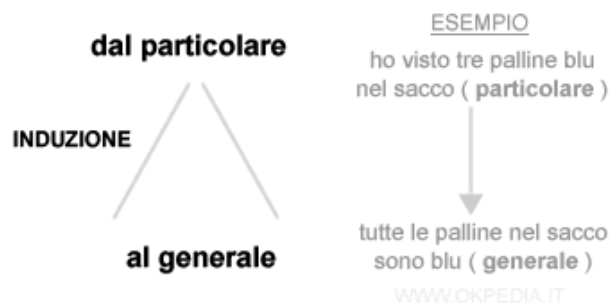 dal particolare
INDUZIONE
al generale
ESEMPIO
ho visto tre palline blu
nel sacco ( particolare )
tutte le palline nel sacco
sono blu ( generale )
WWW.OKPEDIA.IT